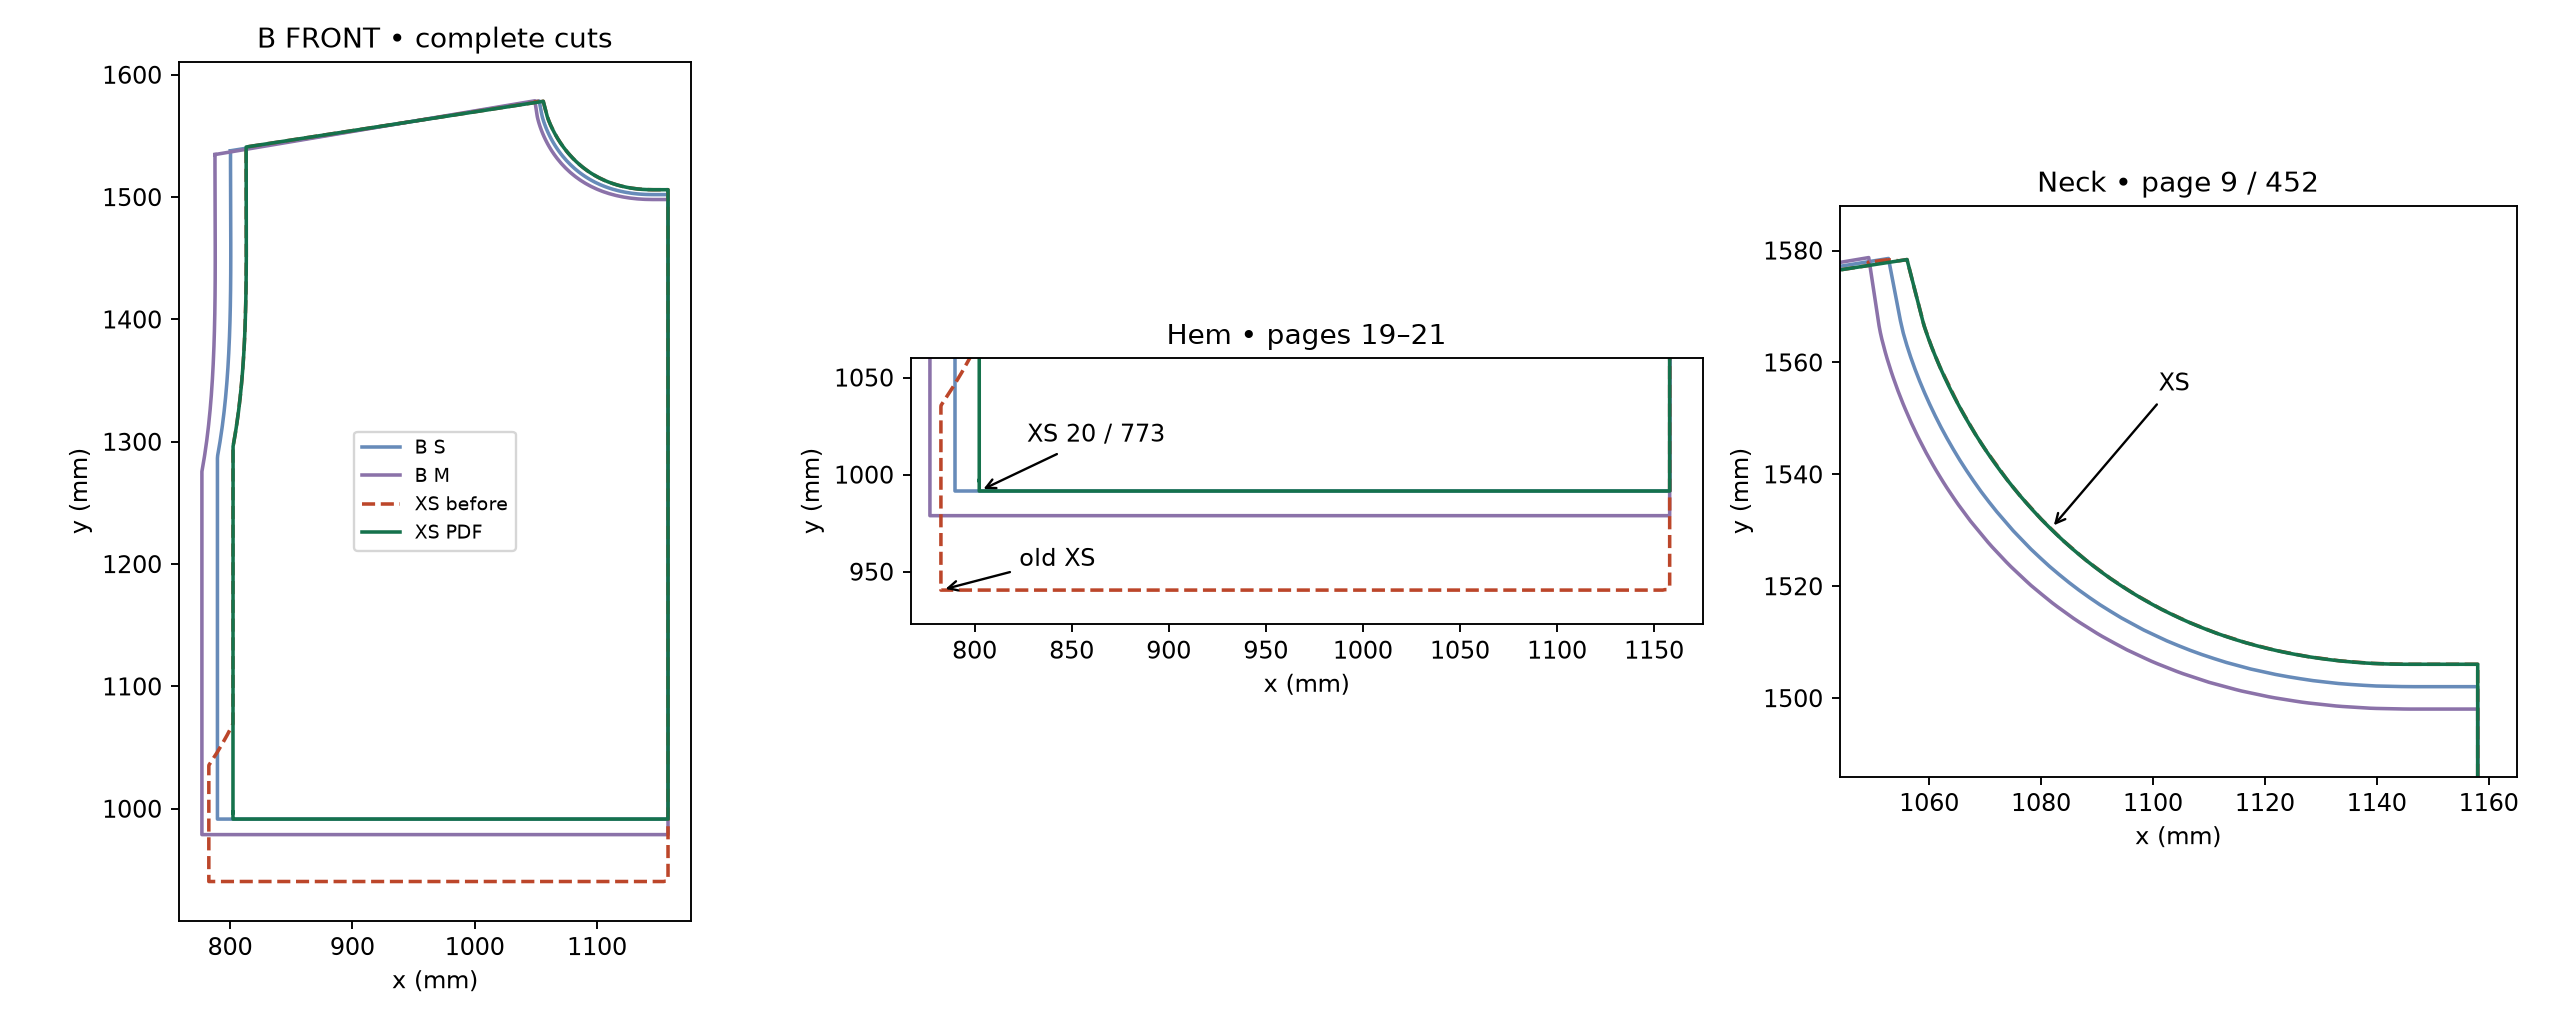 B FRONT • complete cuts
1600
1500
1400
1300
1200
1100
1000
y (mm)
B S
B M
XS before
XS PDF
800 900 1000 1100
x (mm)
Hem • pages 19–21
1050
1000
950
y (mm)
XS 20 / 773
old XS
800 850 900 950 1000 1050 1100 1150
x (mm)
Neck • page 9 / 452
1580
1560
1540
1520
1500
y (mm)
XS
1060 1080 1100 1120 1140 1160
x (mm)